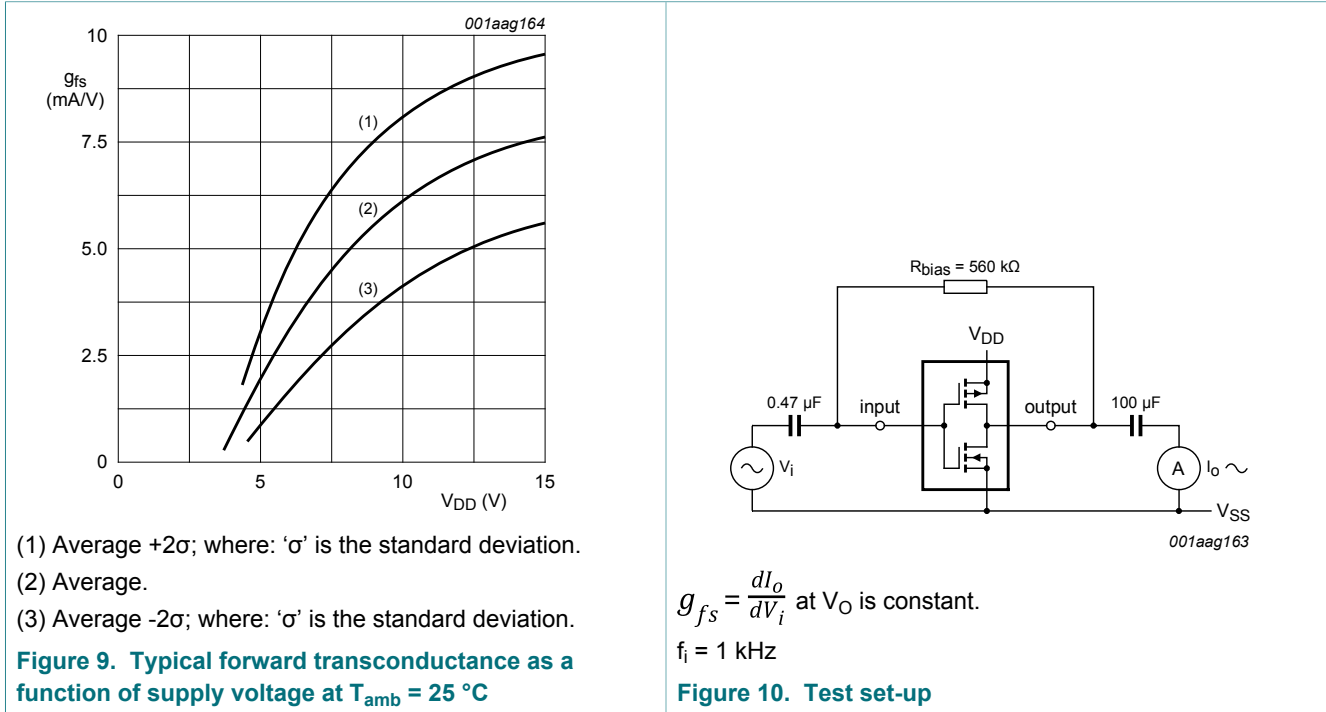 001aag164
10
gfs
(mA/V)
7.5
5.0
2.5
0
(1)
(2)
(3)
0
5
10
15
VDD (V)
(1) Average +2σ; where: ‘σ’ is the standard deviation.
(2) Average.
(3) Average -2σ; where: ‘σ’ is the standard deviation.
Figure 9. Typical forward transconductance as a
function of supply voltage at Tamb = 25 °C
Rbias = 560 kΩ
VDD
0.47 µF
input
output
100 µF
Vi
A
Io
VSS
001aag163
gfs = dIo/dVi at VO is constant.
fi = 1 kHz
Figure 10. Test set-up